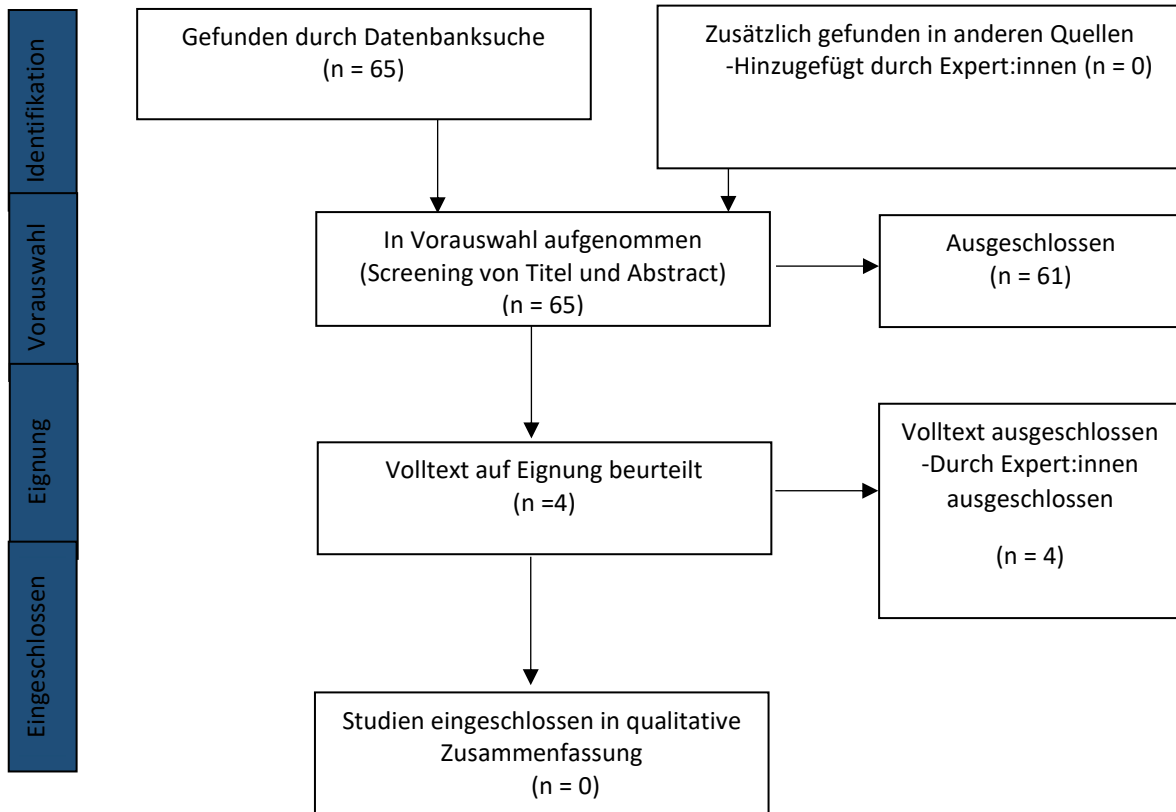 Identifikation
Gefunden durch Datenbanksuche
(n = 65)
Zusätzlich gefunden in anderen Quellen
-Hinzugefügt durch Expert:innen (n = 0)
Vorauswahl
In Vorauswahl aufgenommen
(Screening von Titel und Abstract)
(n = 65)
Ausgeschlossen
(n = 61)
Eignung
Volltext auf Eignung beurteilt
(n =4)
Volltext ausgeschlossen
-Durch Expert:innen
ausgeschlossen
(n = 4)
Eingeschlossen
Studien eingeschlossen in qualitative
Zusammenfassung
(n = 0)